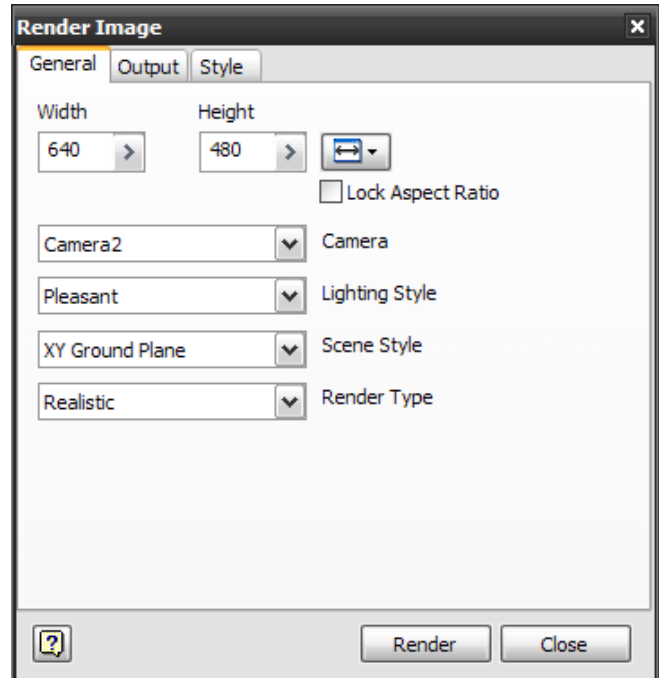 Render Image
General Output Style
Width Height
640 480
Lock Aspect Ratio
Camera2 Camera
Pleasant Lighting Style
XY Ground Plane Scene Style
Realistic Render Type
Render Close